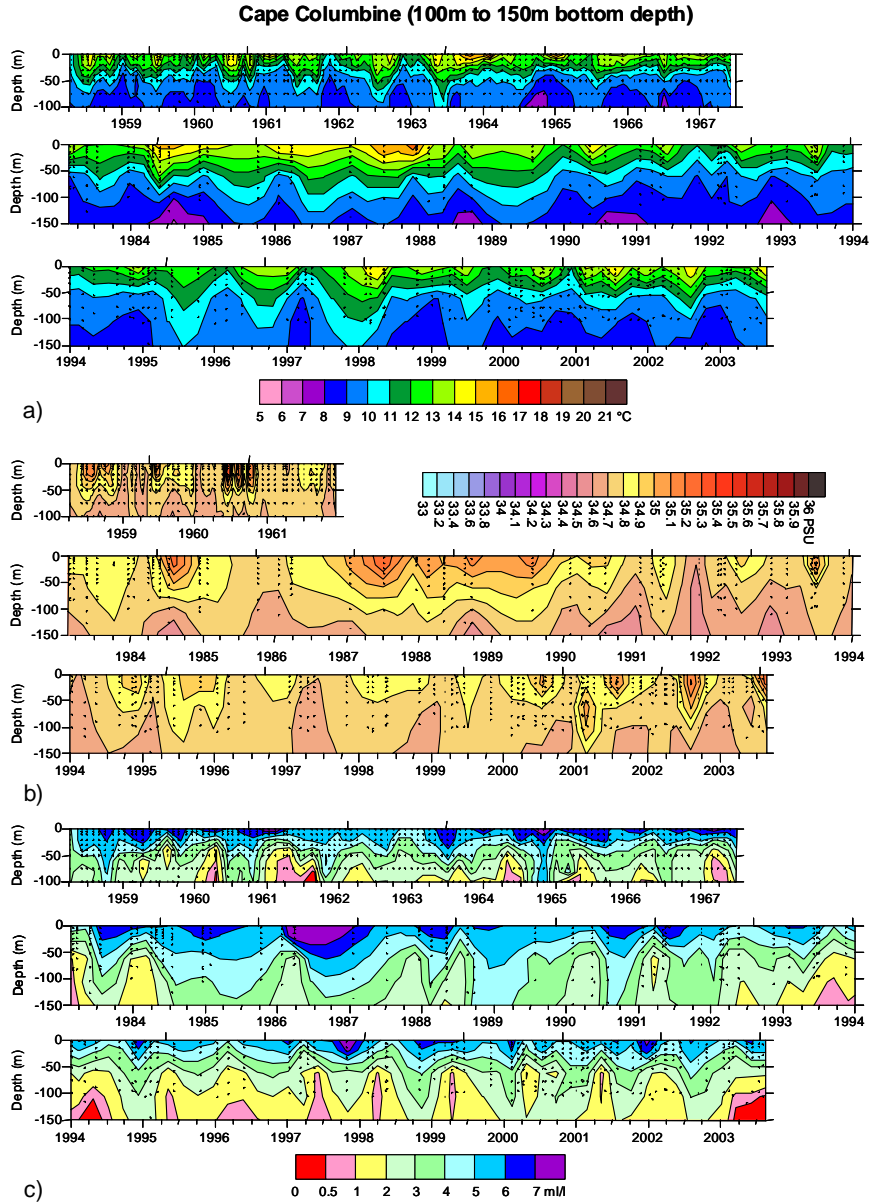 Cape Columbine (100m to 150m bottom depth)
a)
Depth (m)
0
-50
-100
1959 1960 1961 1962 1963 1964 1965 1966 1967
Depth (m)
0
-50
-100
-150
1984 1985 1986 1987 1988 1989 1990 1991 1992 1993 1994
Depth (m)
0
-50
-100
-150
1994 1995 1996 1997 1998 1999 2000 2001 2002 2003
5 6 7 8 9 10 11 12 13 14 15 16 17 18 19 20 21 °C
b)
Depth (m)
0
-50
-100
1959 1960 1961
33 33.2 33.4 33.6 33.8 34 34.1 34.2 34.3 34.4 34.5 34.6 34.7 34.8 34.9 35 35.1 35.2 35.3 35.4 35.5 35.6 35.7 35.8 35.9 36 PSU
Depth (m)
0
-50
-100
-150
1984 1985 1986 1987 1988 1989 1990 1991 1992 1993 1994
Depth (m)
0
-50
-100
-150
1994 1995 1996 1997 1998 1999 2000 2001 2002 2003
c)
Depth (m)
0
-50
-100
1959 1960 1961 1962 1963 1964 1965 1966 1967
Depth (m)
0
-50
-100
-150
1984 1985 1986 1987 1988 1989 1990 1991 1992 1993 1994
Depth (m)
0
-50
-100
-150
1994 1995 1996 1997 1998 1999 2000 2001 2002 2003
0 0.5 1 2 3 4 5 6 7 ml/l